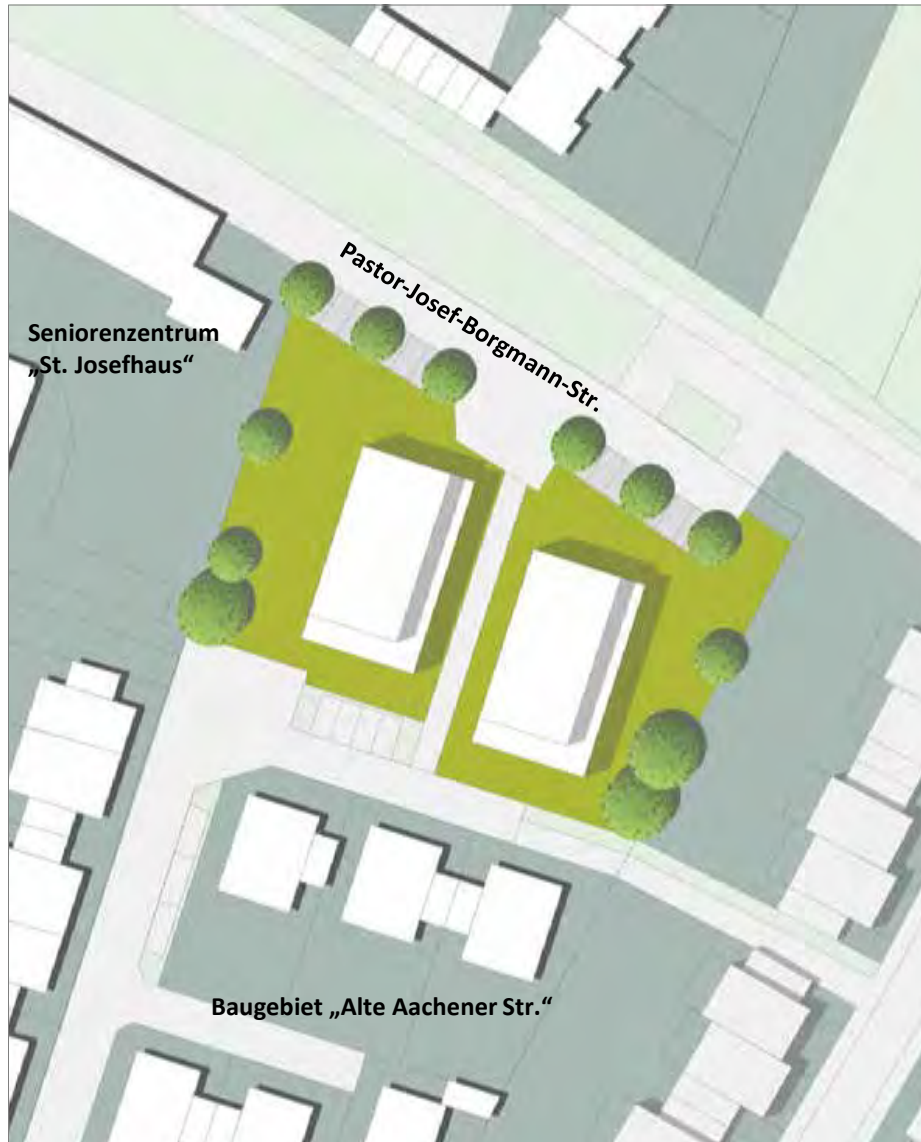 Pastor-Josef-Borgmann-Str.
Seniorenzentrum
„St. Josefhaus“
Baugebiet „Alte Aachener Str.“